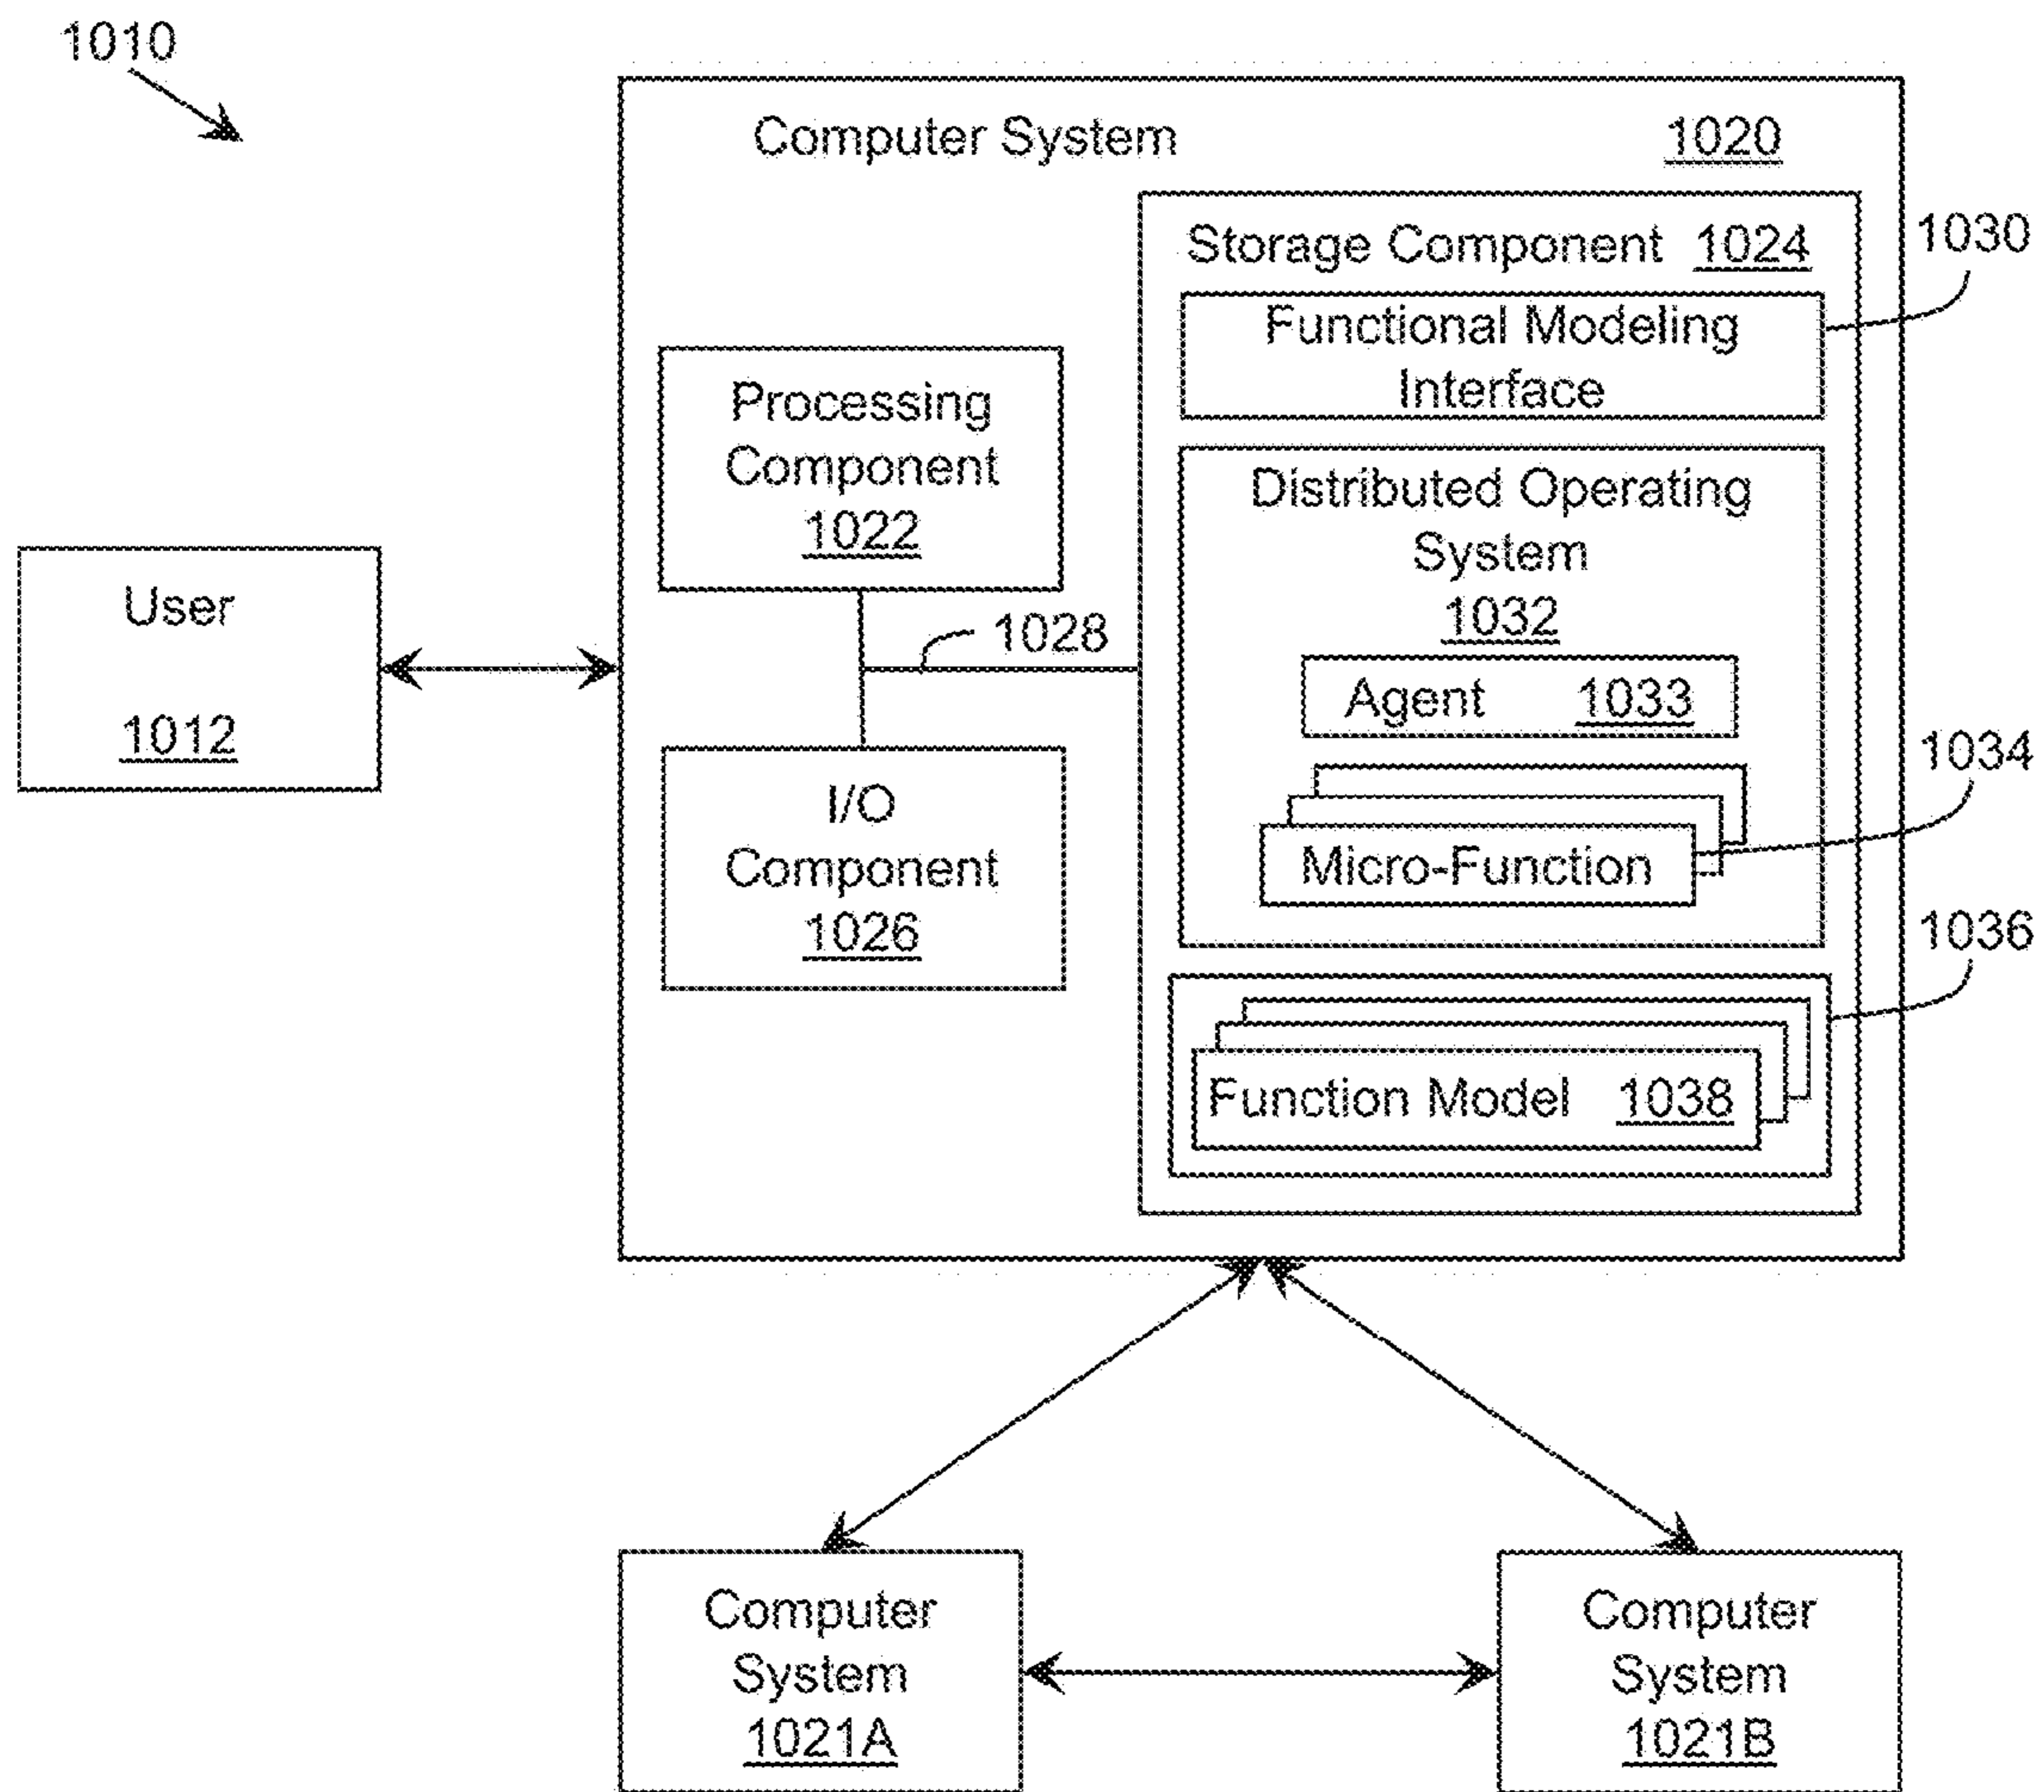 1010
Computer System 1020
Storage Component 1024
1030
Functional Modeling
Interface
Processing
Component
1022
Distributed Operating
System
1032
User
1012
1028
Agent 1033
1034
I/O
Component
1026
Micro-Function
1036
Function Model 1038
Computer
System
1021A
Computer
System
1021B